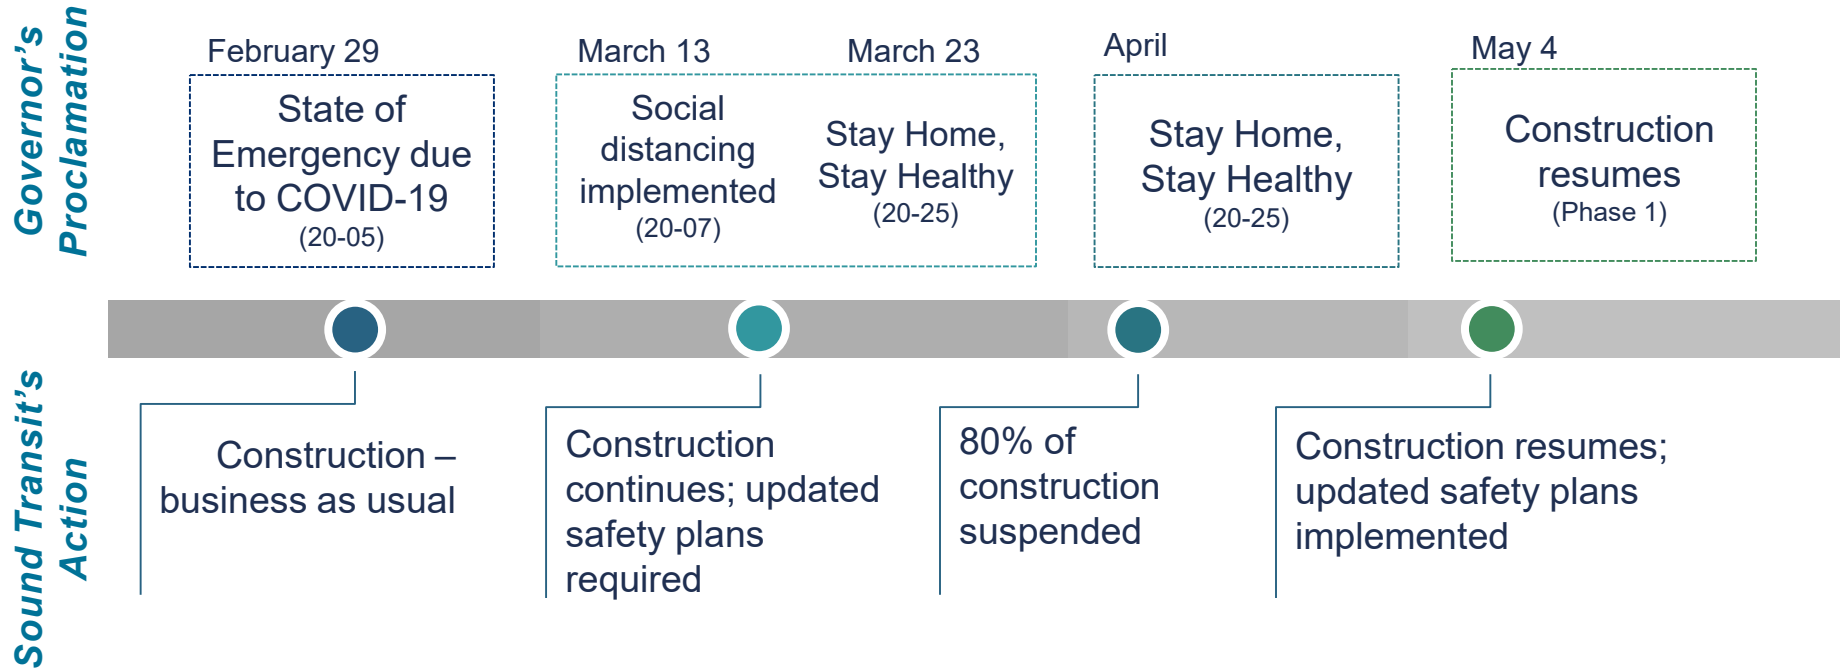 Governor’s
Proclamation
February 29
State of
Emergency due
to COVID-19
(20-05)
March 13
Social
distancing
implemented
(20-07)
March 23
Stay Home,
Stay Healthy
(20-25)
April
Stay Home,
Stay Healthy
(20-25)
May 4
Construction
resumes
(Phase 1)
Sound Transit’s
Action
Construction –
business as usual
Construction
continues; updated
safety plans
required
80% of
construction
suspended
Construction resumes;
updated safety plans
implemented